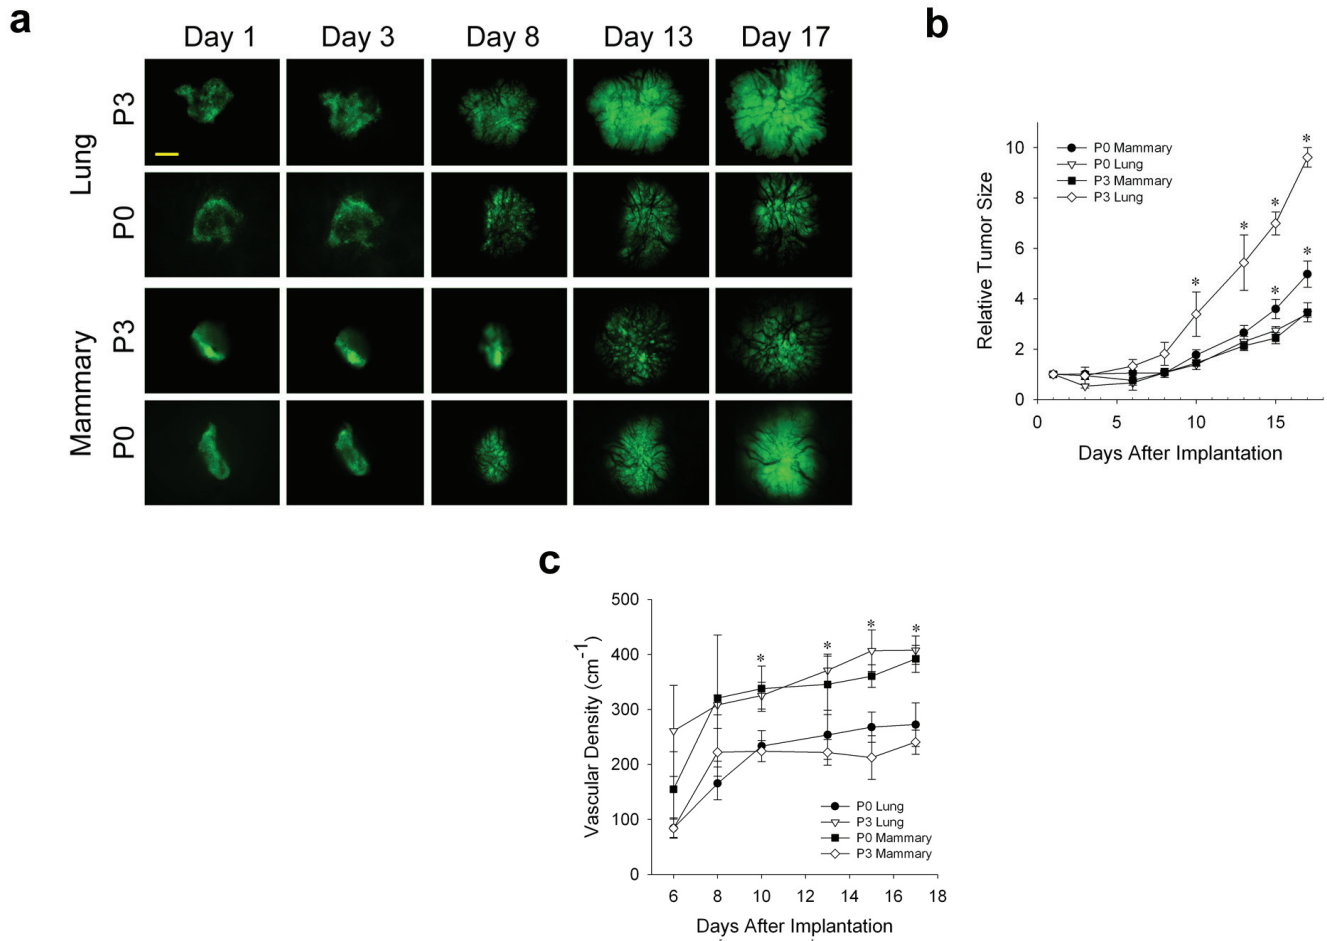 a
Day 1 Day 3 Day 8 Day 13 Day 17
Lung
P3
P0
Mammary
P3
P0
b
Relative Tumor Size
10
8
6
4
2
0
P0 Mammary
P0 Lung
P3 Mammary
P3 Lung
* * * * * *
0 5 10 15
Days After Implantation
c
Vascular Density (cm⁻¹)
500
400
300
200
100
0
* * * *
P0 Lung
P3 Lung
P0 Mammary
P3 Mammary
6 8 10 12 14 16 18
Days After Implantation